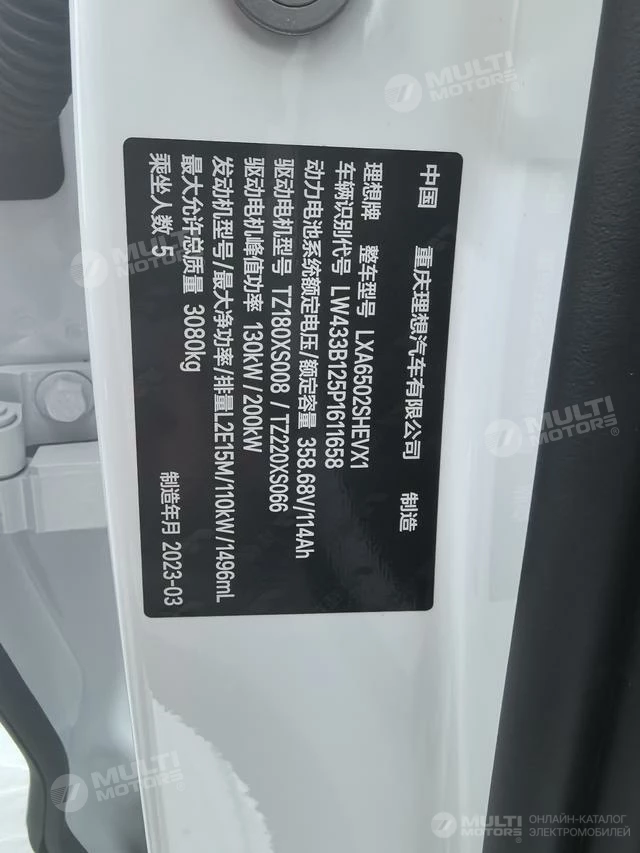 中国 重庆理想汽车有限公司 制造
理想牌 整车型号 LXA6502SHEVX1
车辆识别代号 LW433B125P1611658
动力电池系统额定电压/额定容量 358.68V/114Ah
驱动电机型号 TZ180XS008 / TZ220XS066
驱动电机峰值功率 130kW / 200kW
发动机型号/最大净功率/排量L2E15M/110kW/1496mL
最大允许总质量 3080kg
乘坐人数 5 制造年月 2023-03
MULTI MOTORS®
MULTI MOTORS®
MULTI MOTORS®
MULTI MOTORS®
MULTI MOTORS®
MULTI MOTORS® ОНЛАЙН-КАТАЛОГ ЭЛЕКТРОМОБИЛЕЙ